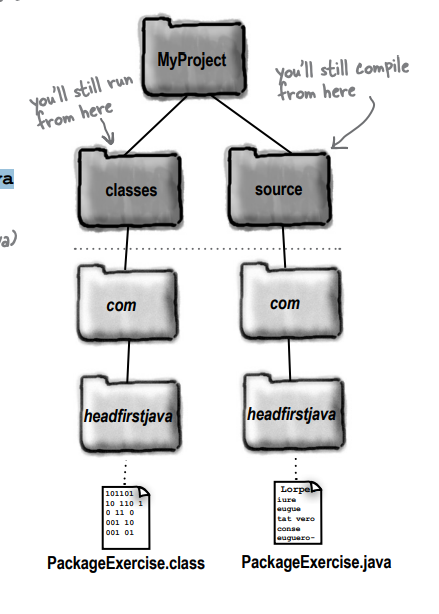 MyProject
you'll still run
from here
you'll still compile
from here
va
va)
classes
source
com
com
headfirstjava
headfirstjava
101101
10 110 1
0 11 0
001 10
001 01
Lorpe
iure
eugue
tat vero
conse
euguero-
PackageExercise.class
PackageExercise.java